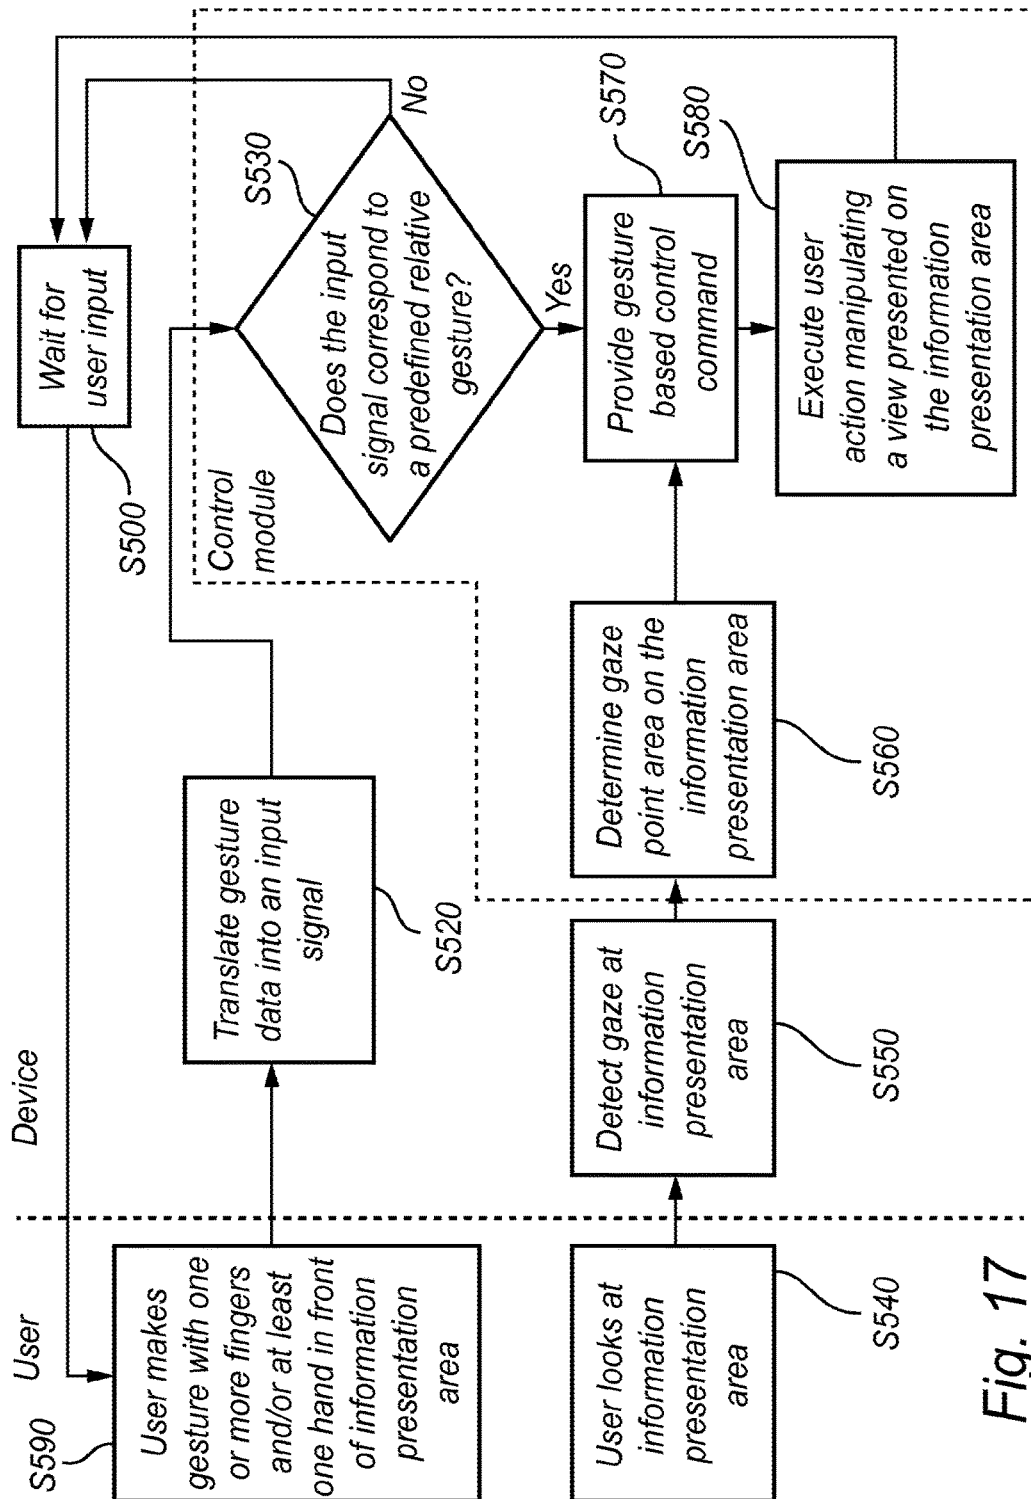 User
Device
S590
User makes
gesture with one
or more fingers
and/or at least
one hand in front
of information
presentation
area
Translate gesture
data into an input
signal
S520
Wait for
user input
S500
Control
module
Does the input
signal correspond to
a predefined relative
gesture?
S530
No
Yes
User looks at
information
presentation
area
S540
Detect gaze at
information
presentation
area
S550
Determine gaze
point area on the
information
presentation area
S560
Provide gesture
based control
command
S570
Execute user
action manipulating
a view presented on
the information
presentation area
S580
Fig. 17